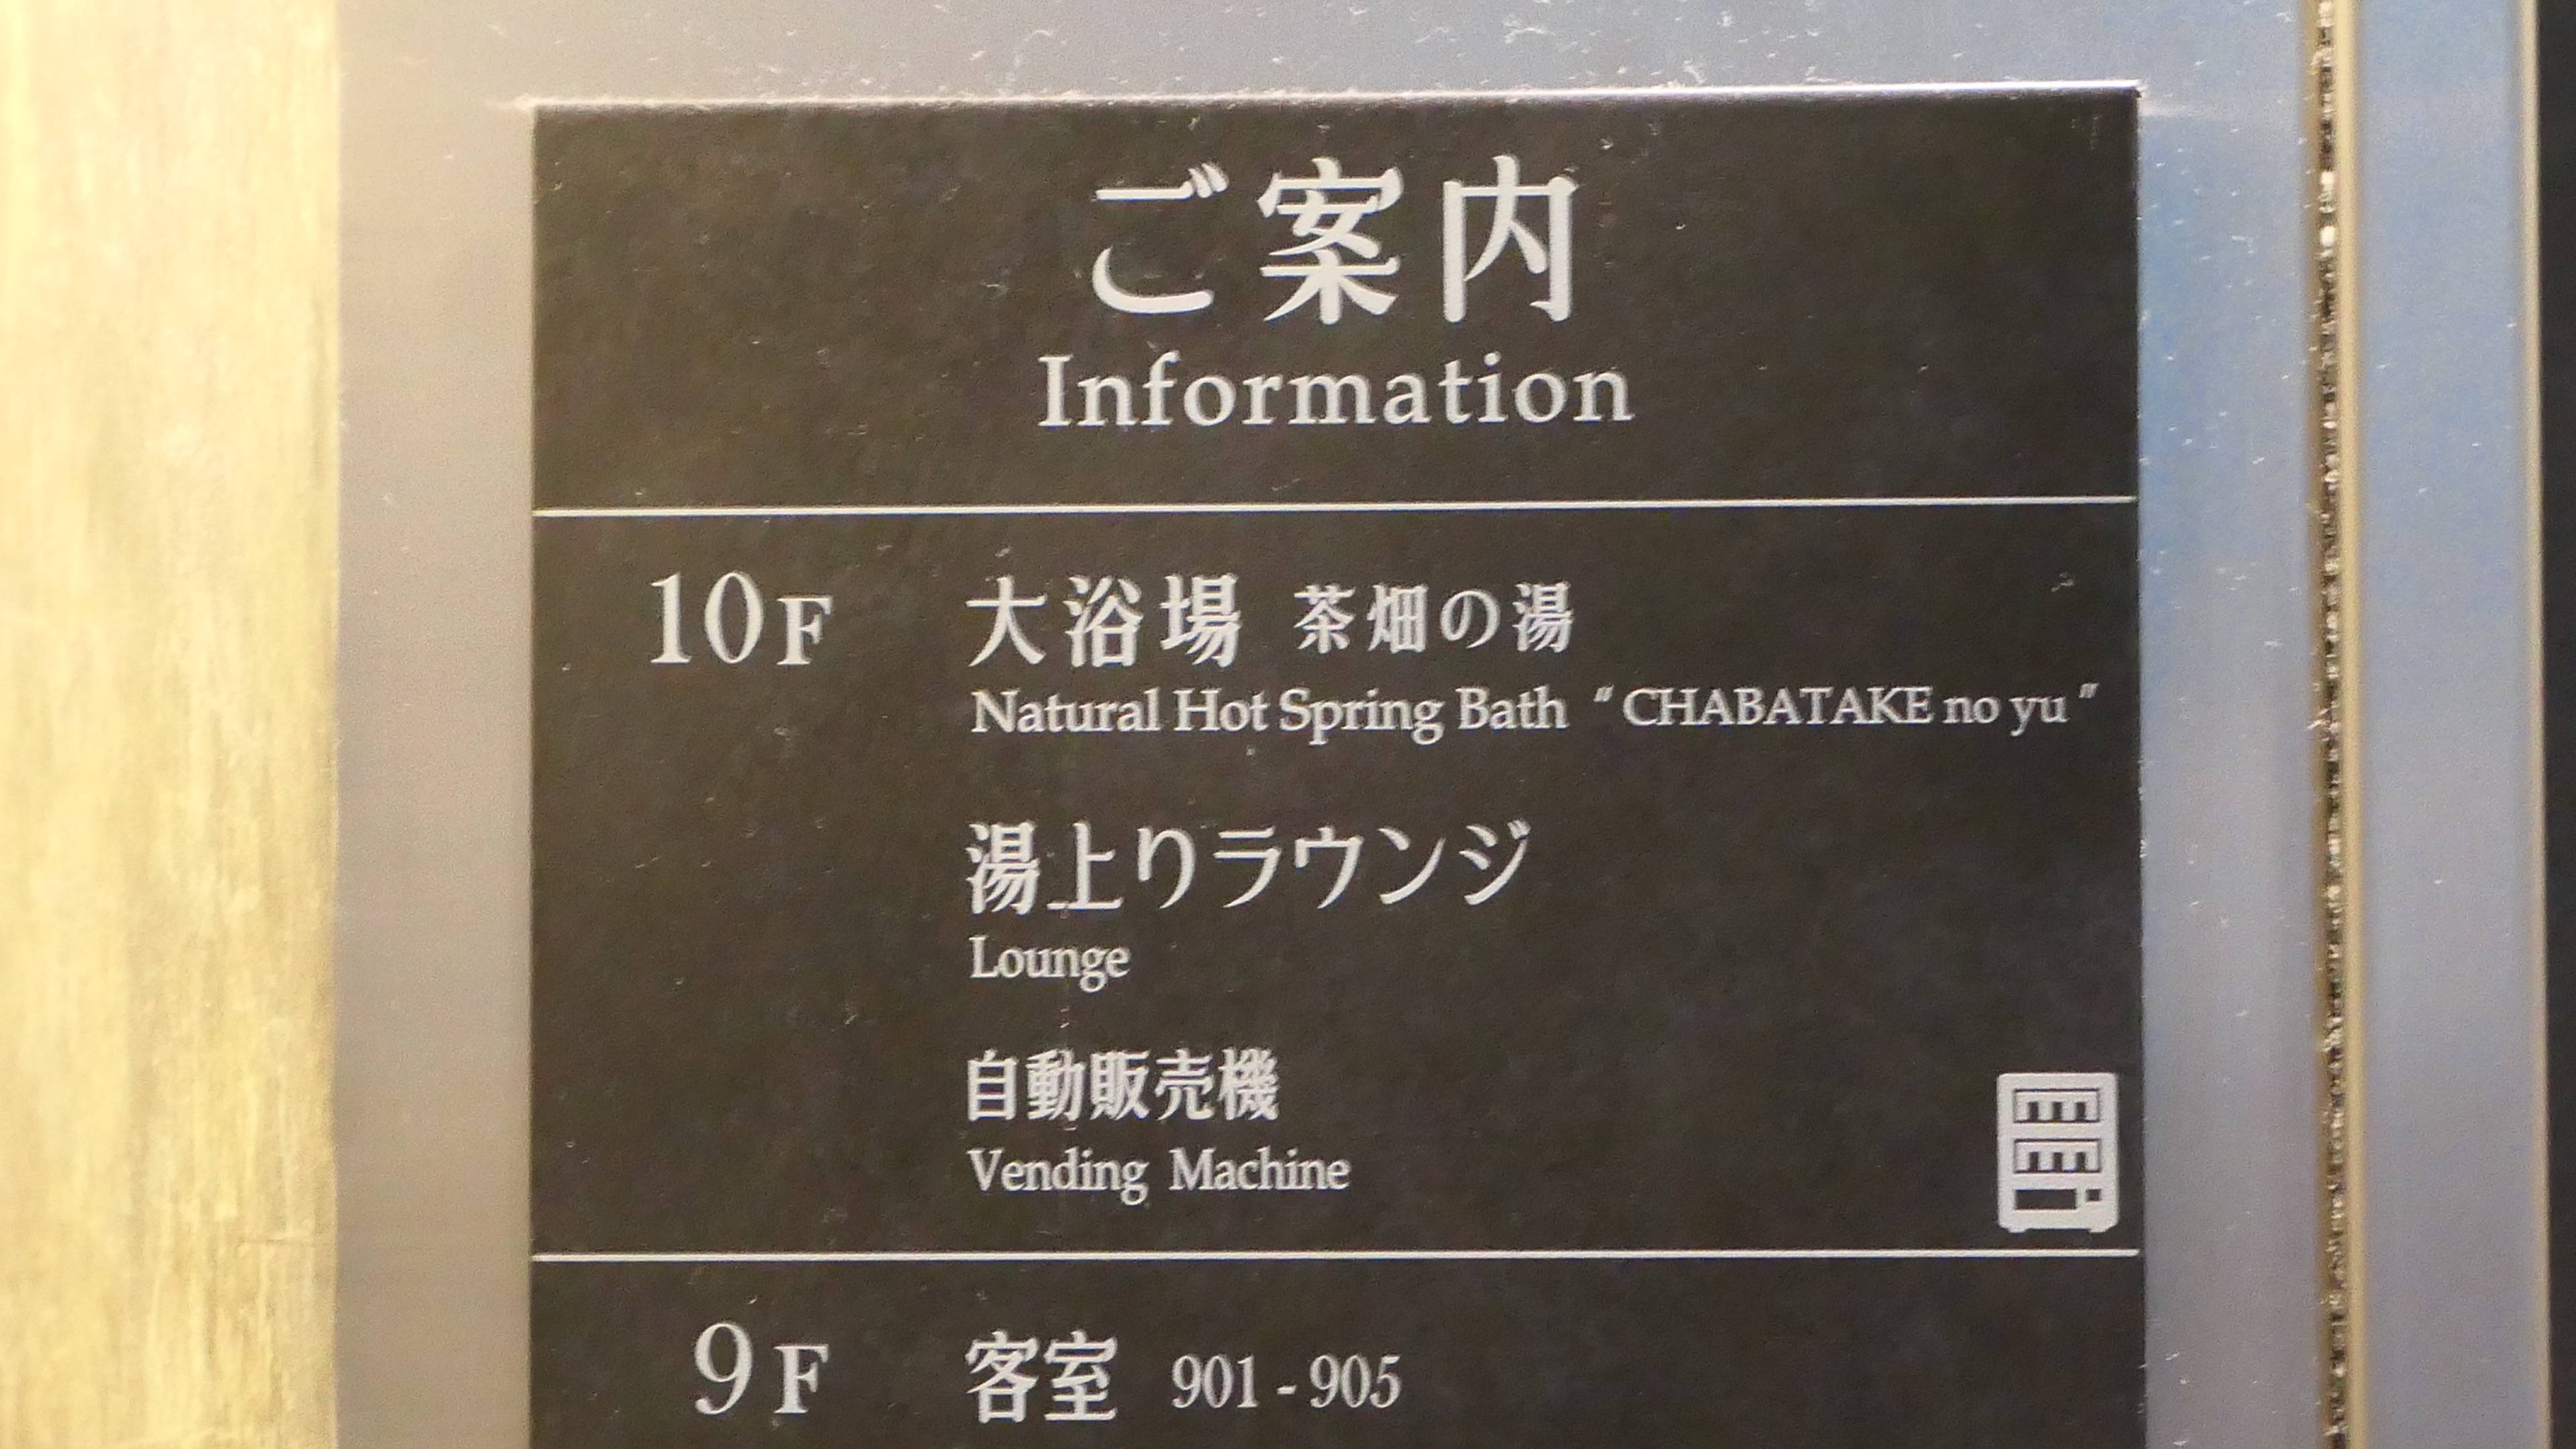 ご案内
Information
10F 大浴場 茶畑の湯
Natural Hot Spring Bath “ CHABATAKE no yu ”
湯上りラウンジ
Lounge
自動販売機
Vending Machine
9F 客室 901 - 905